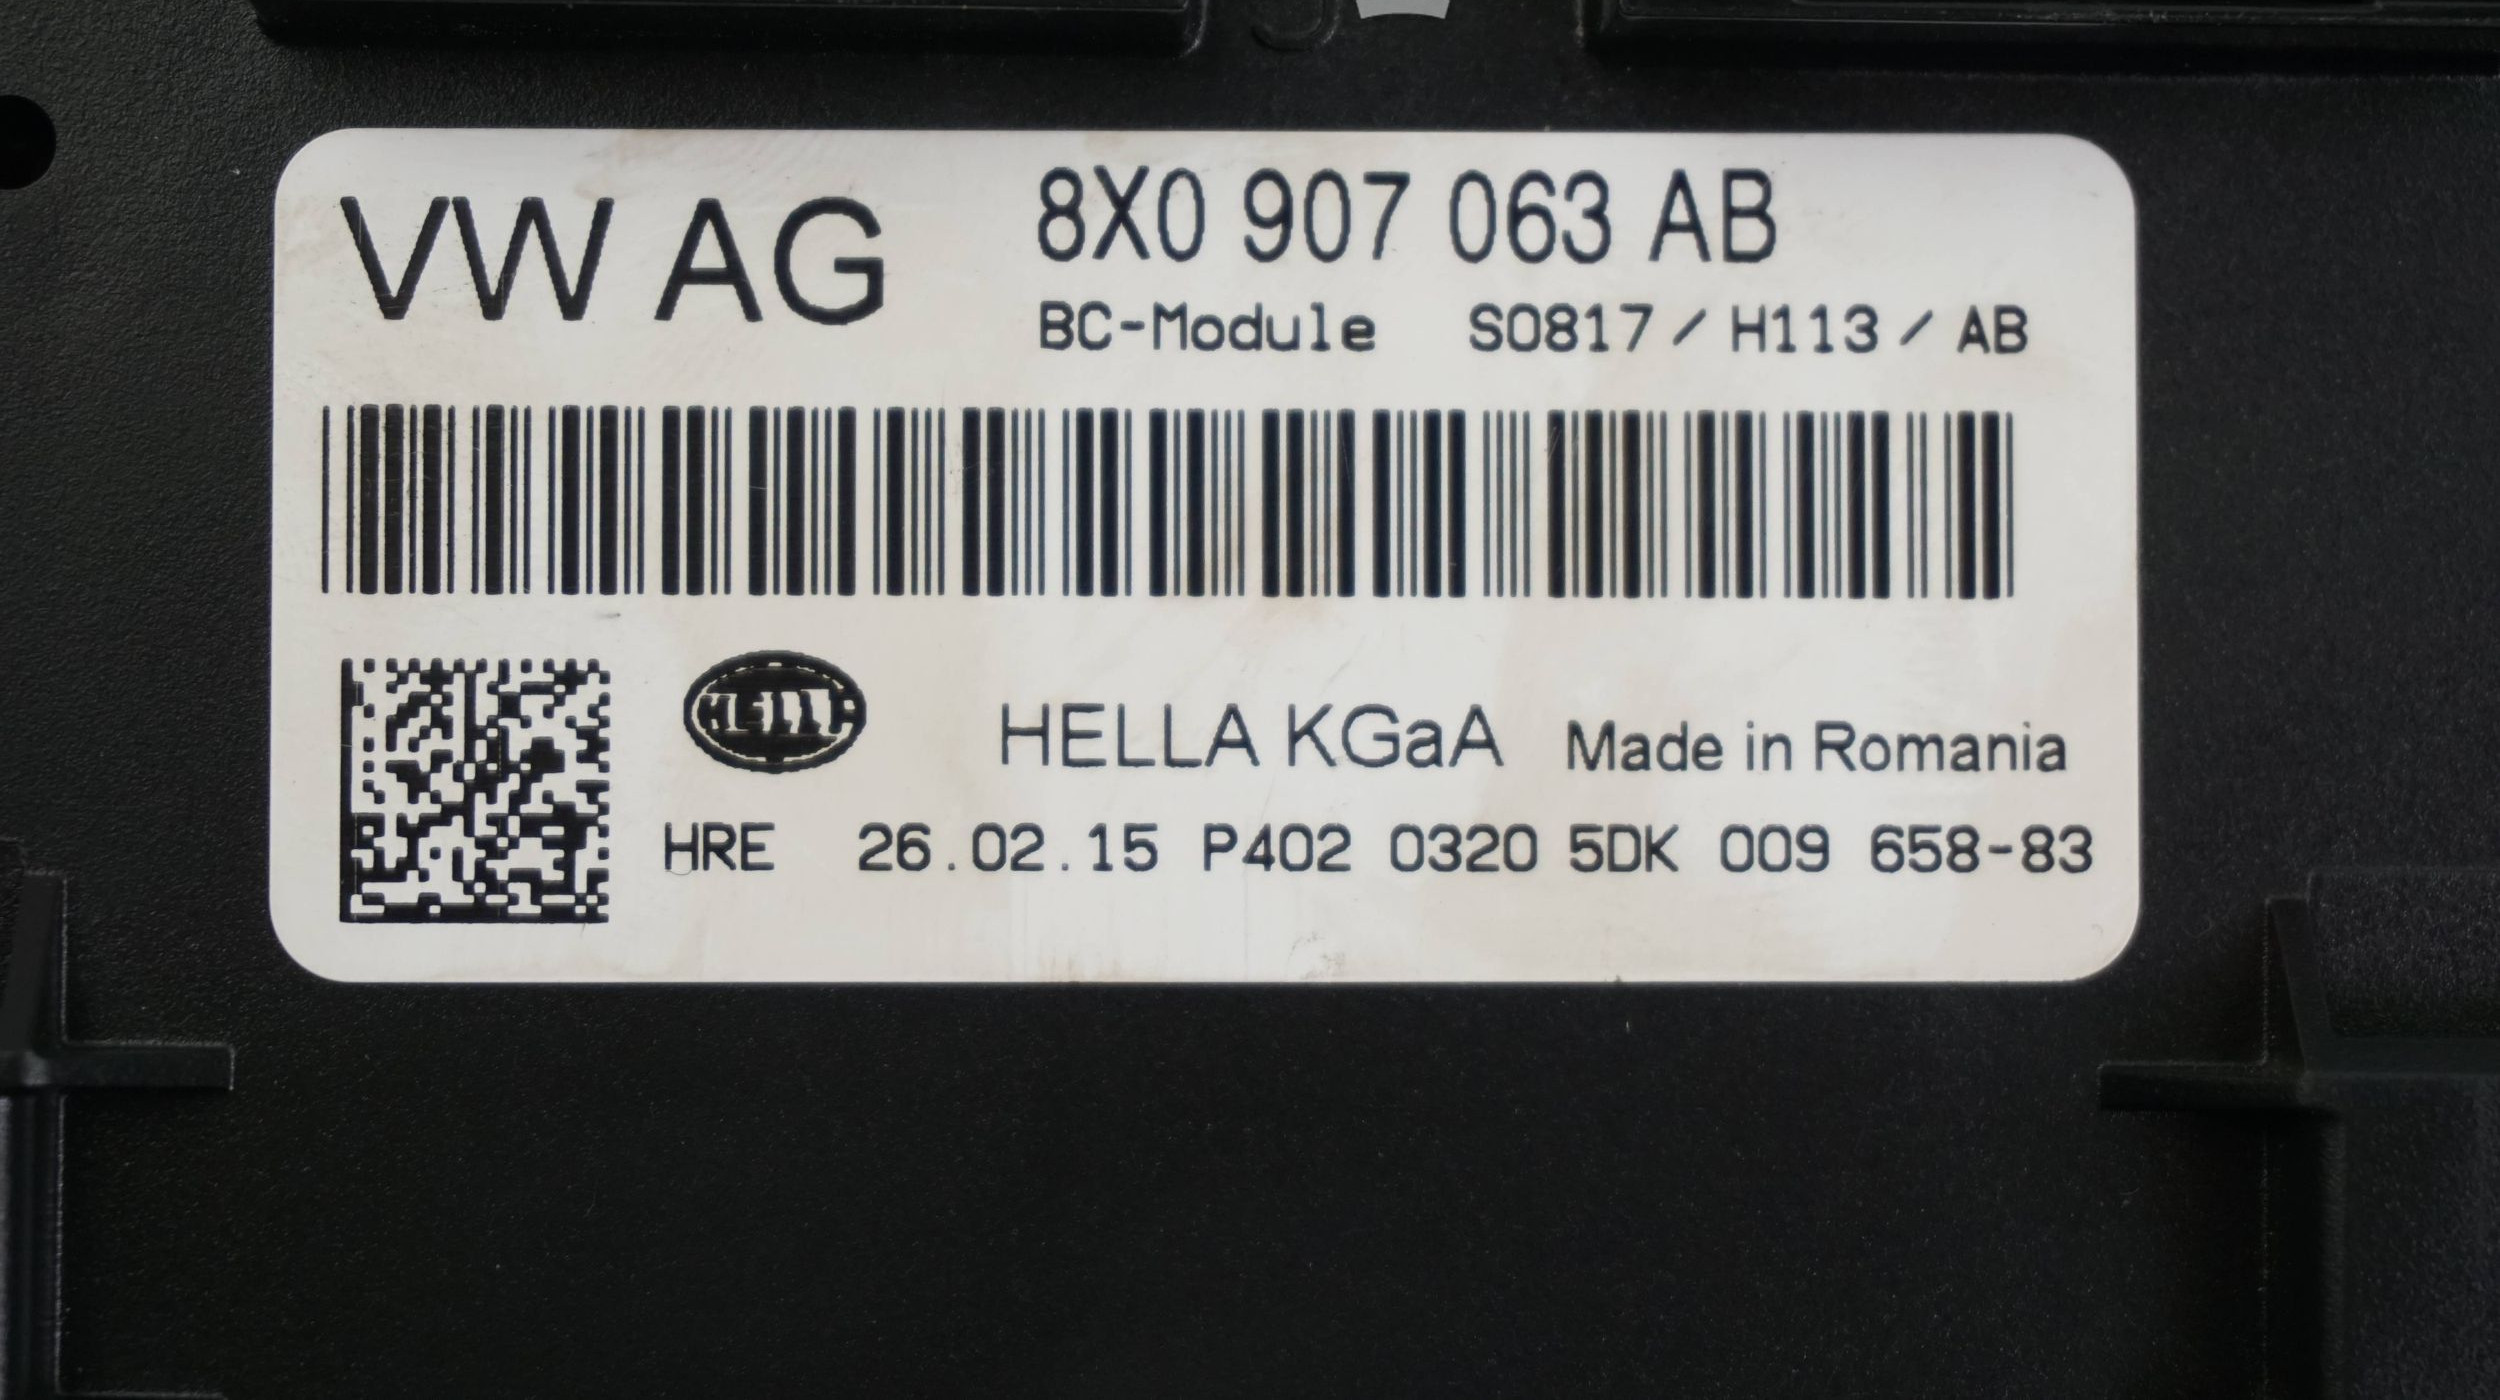 VW AG 8X0 907 063 AB
BC-Module S0817 / H113 / AB
HELLA HELLA KGaA Made in Romania
HRE 26.02.15 P402 0320 5DK 009 658-83